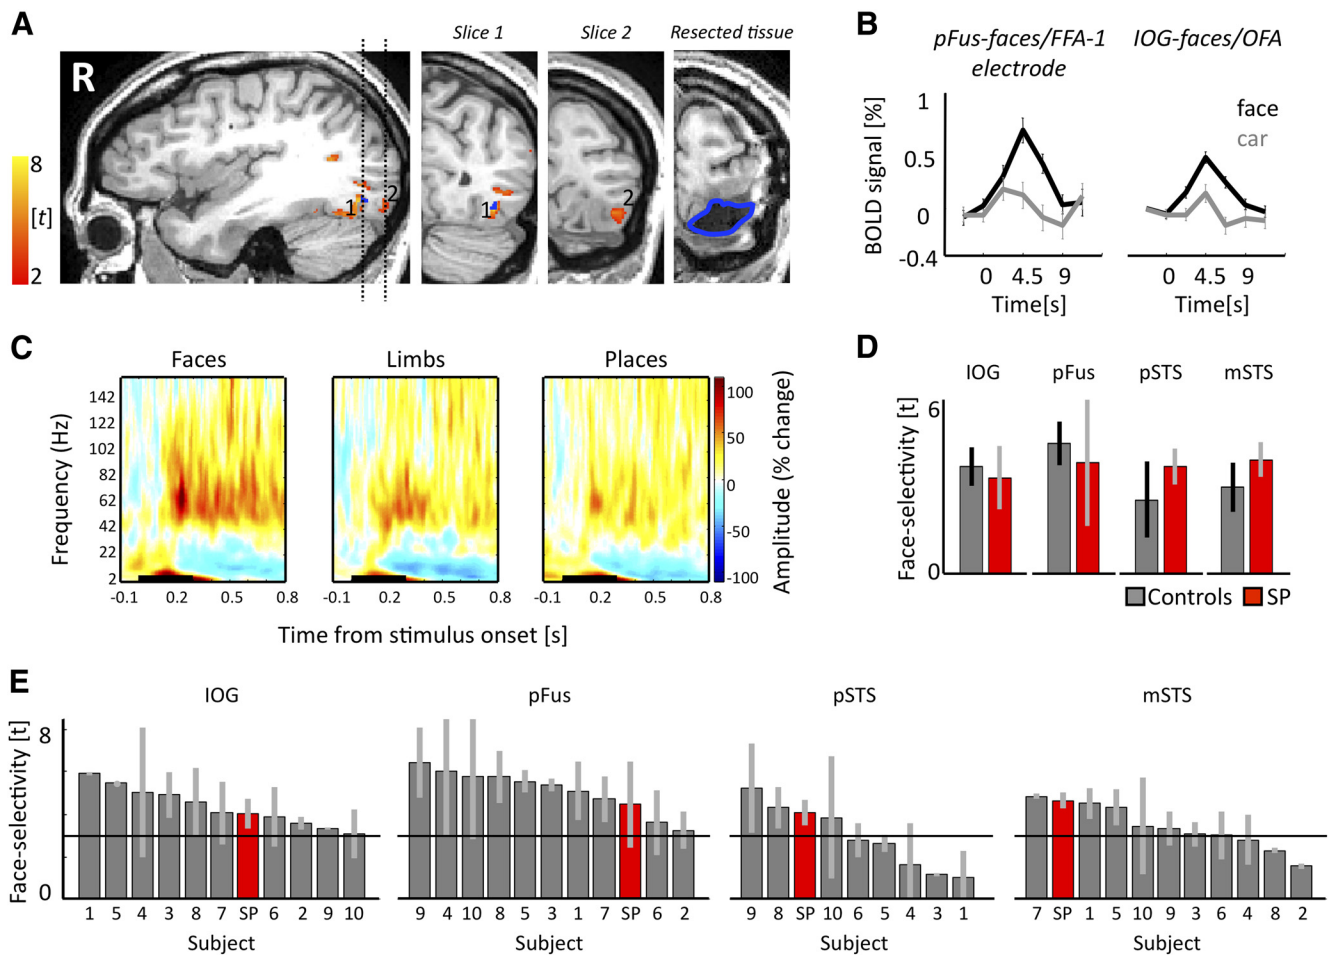 A
Slice 1
Slice 2
Resected tissue
R
8
[t]
2
1
2
1
2
B
pFus-faces/FFA-1
electrode
IOG-faces/OFA
BOLD signal [%]
1
0.5
0
-0.4
face
car
0 4.5 9
Time[s]
0 4.5 9
Time[s]
C
Faces
Limbs
Places
Frequency (Hz)
142
122
102
82
62
42
22
2
-0.1 0.2 0.5 0.8
-0.1 0.2 0.5 0.8
-0.1 0.2 0.5 0.8
Time from stimulus onset [s]
100
50
0
-50
-100
Amplitude (% change)
D
IOG
pFus
pSTS
mSTS
Face-selectivity [t]
6
0
Controls
SP
E
IOG
pFus
pSTS
mSTS
Face-selectivity [t]
8
0
1 5 4 3 8 7 SP 6 2 9 10
Subject
9 4 10 8 5 3 1 7 SP 6 2
Subject
9 8 SP 10 6 5 4 3 1
Subject
7 SP 1 5 10 9 3 6 4 8 2
Subject